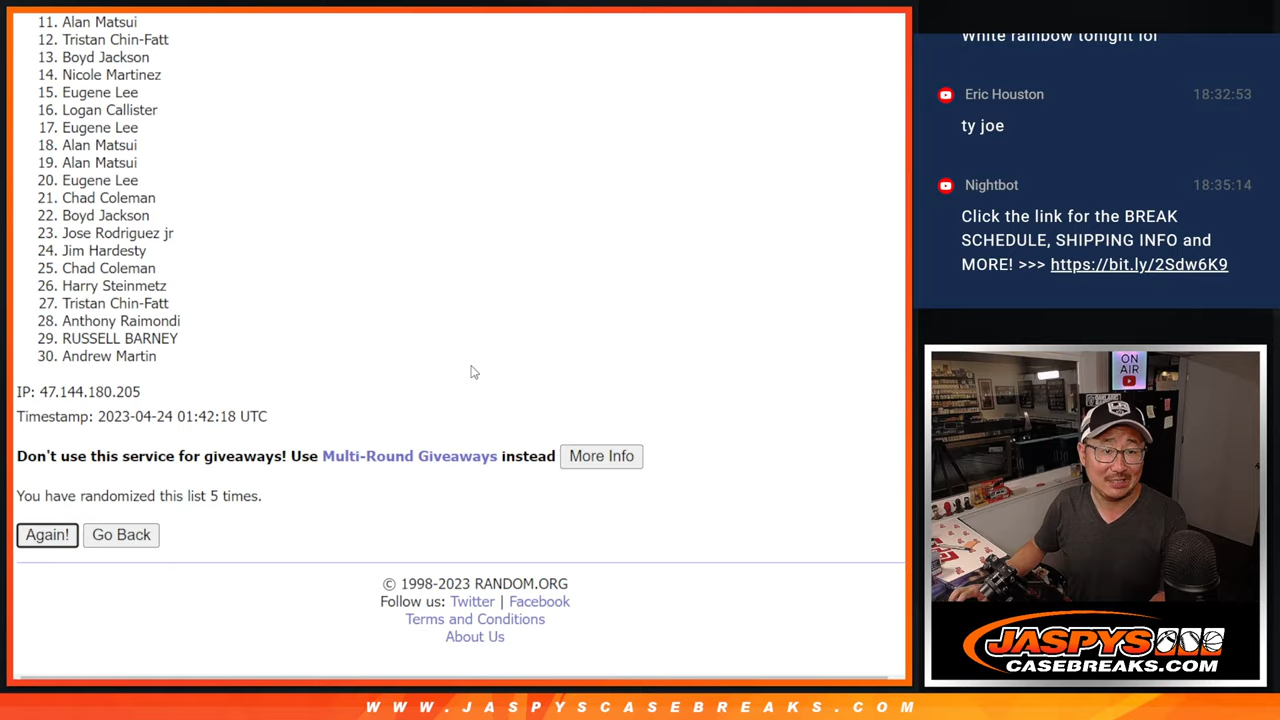 11. Alan Matsui
12. Tristan Chin-Fatt
13. Boyd Jackson
14. Nicole Martinez
15. Eugene Lee
16. Logan Callister
17. Eugene Lee
18. Alan Matsui
19. Alan Matsui
20. Eugene Lee
21. Chad Coleman
22. Boyd Jackson
23. Jose Rodriguez jr
24. Jim Hardesty
25. Chad Coleman
26. Harry Steinmetz
27. Tristan Chin-Fatt
28. Anthony Raimondi
29. RUSSELL BARNEY
30. Andrew Martin
IP: 47.144.180.205
Timestamp: 2023-04-24 01:42:18 UTC
Don't use this service for giveaways! Use Multi-Round Giveaways instead More Info
You have randomized this list 5 times.
Again! Go Back
© 1998-2023 RANDOM.ORG
Follow us: Twitter | Facebook
Terms and Conditions
About Us
White rainbow tonight lol
Eric Houston 18:32:53
ty joe
Nightbot 18:35:14
Click the link for the BREAK
SCHEDULE, SHIPPING INFO and
MORE! >>> https://bit.ly/2Sdw6K9
ON
AIR
JASPYS
CASEBREAKS.COM
WWW.JASPYSCASEBREAKS.COM